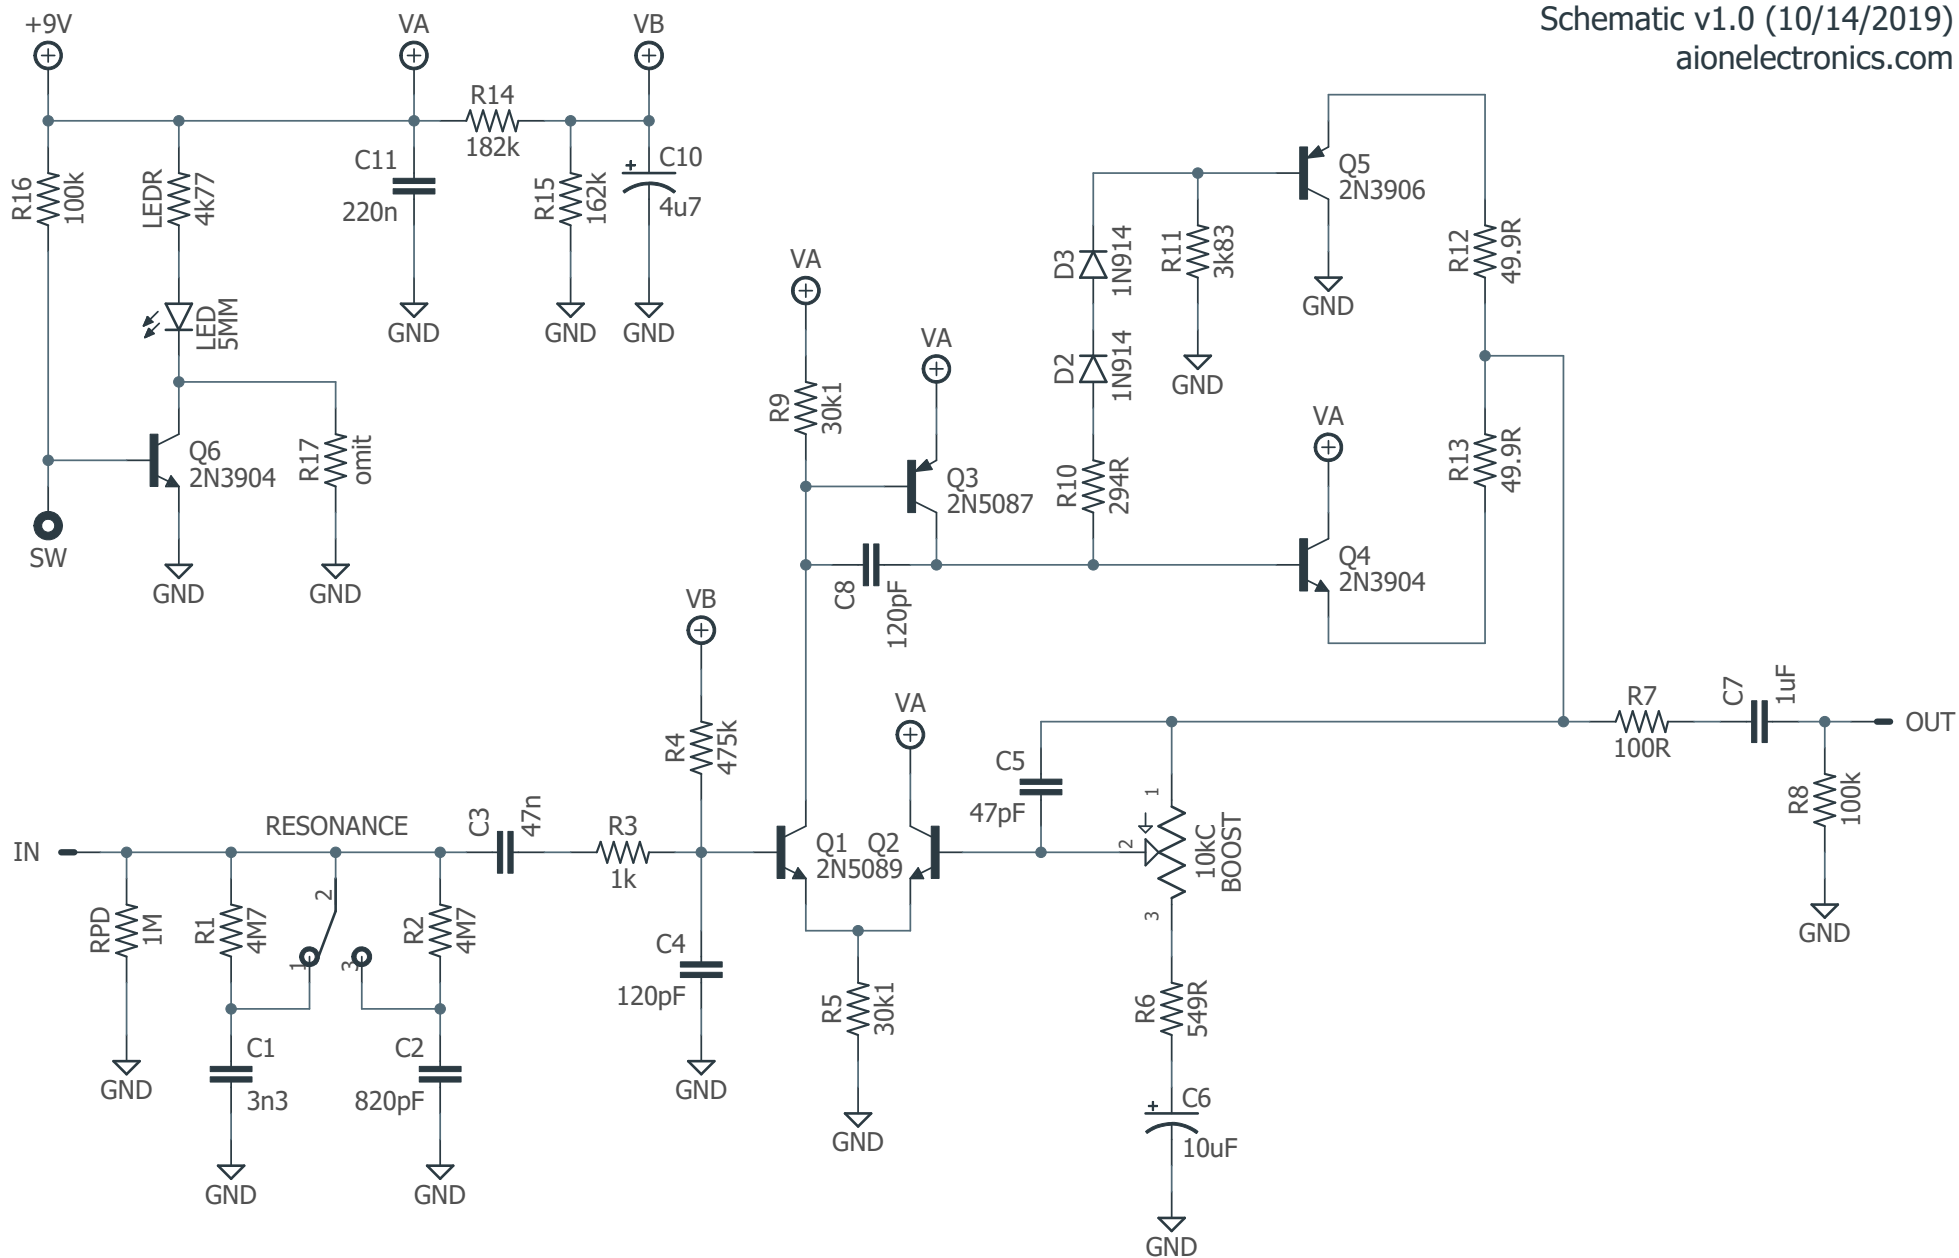 Schematic v1.0 (10/14/2019)
aionelectronics.com
+9V
VA
VB
R14
182k
R16
100k
LEDR
4k77
C11
220n
R15
162k
C10
+
4u7
GND
GND
GND
LED
5MM
Q6
2N3904
R17
omit
SW
GND
GND
VA
R9
30k1
VA
Q3
2N5087
C8
120pF
D3
1N914
D2
1N914
R10
294R
R11
3k83
GND
Q5
2N3906
GND
R12
49.9R
R13
49.9R
VA
Q4
2N3904
VB
R4
475k
VA
C5
47pF
R7
100R
C7
1uF
OUT
R8
100k
GND
IN
RESONANCE
C3
47n
R3
1k
Q1
Q2
2N5089
1
2
3
10kC
BOOST
RPD
1M
R1
4M7
2
1
3
R2
4M7
C4
120pF
R5
30k1
R6
549R
C1
3n3
C2
820pF
C6
+
10uF
GND
GND
GND
GND
GND
GND